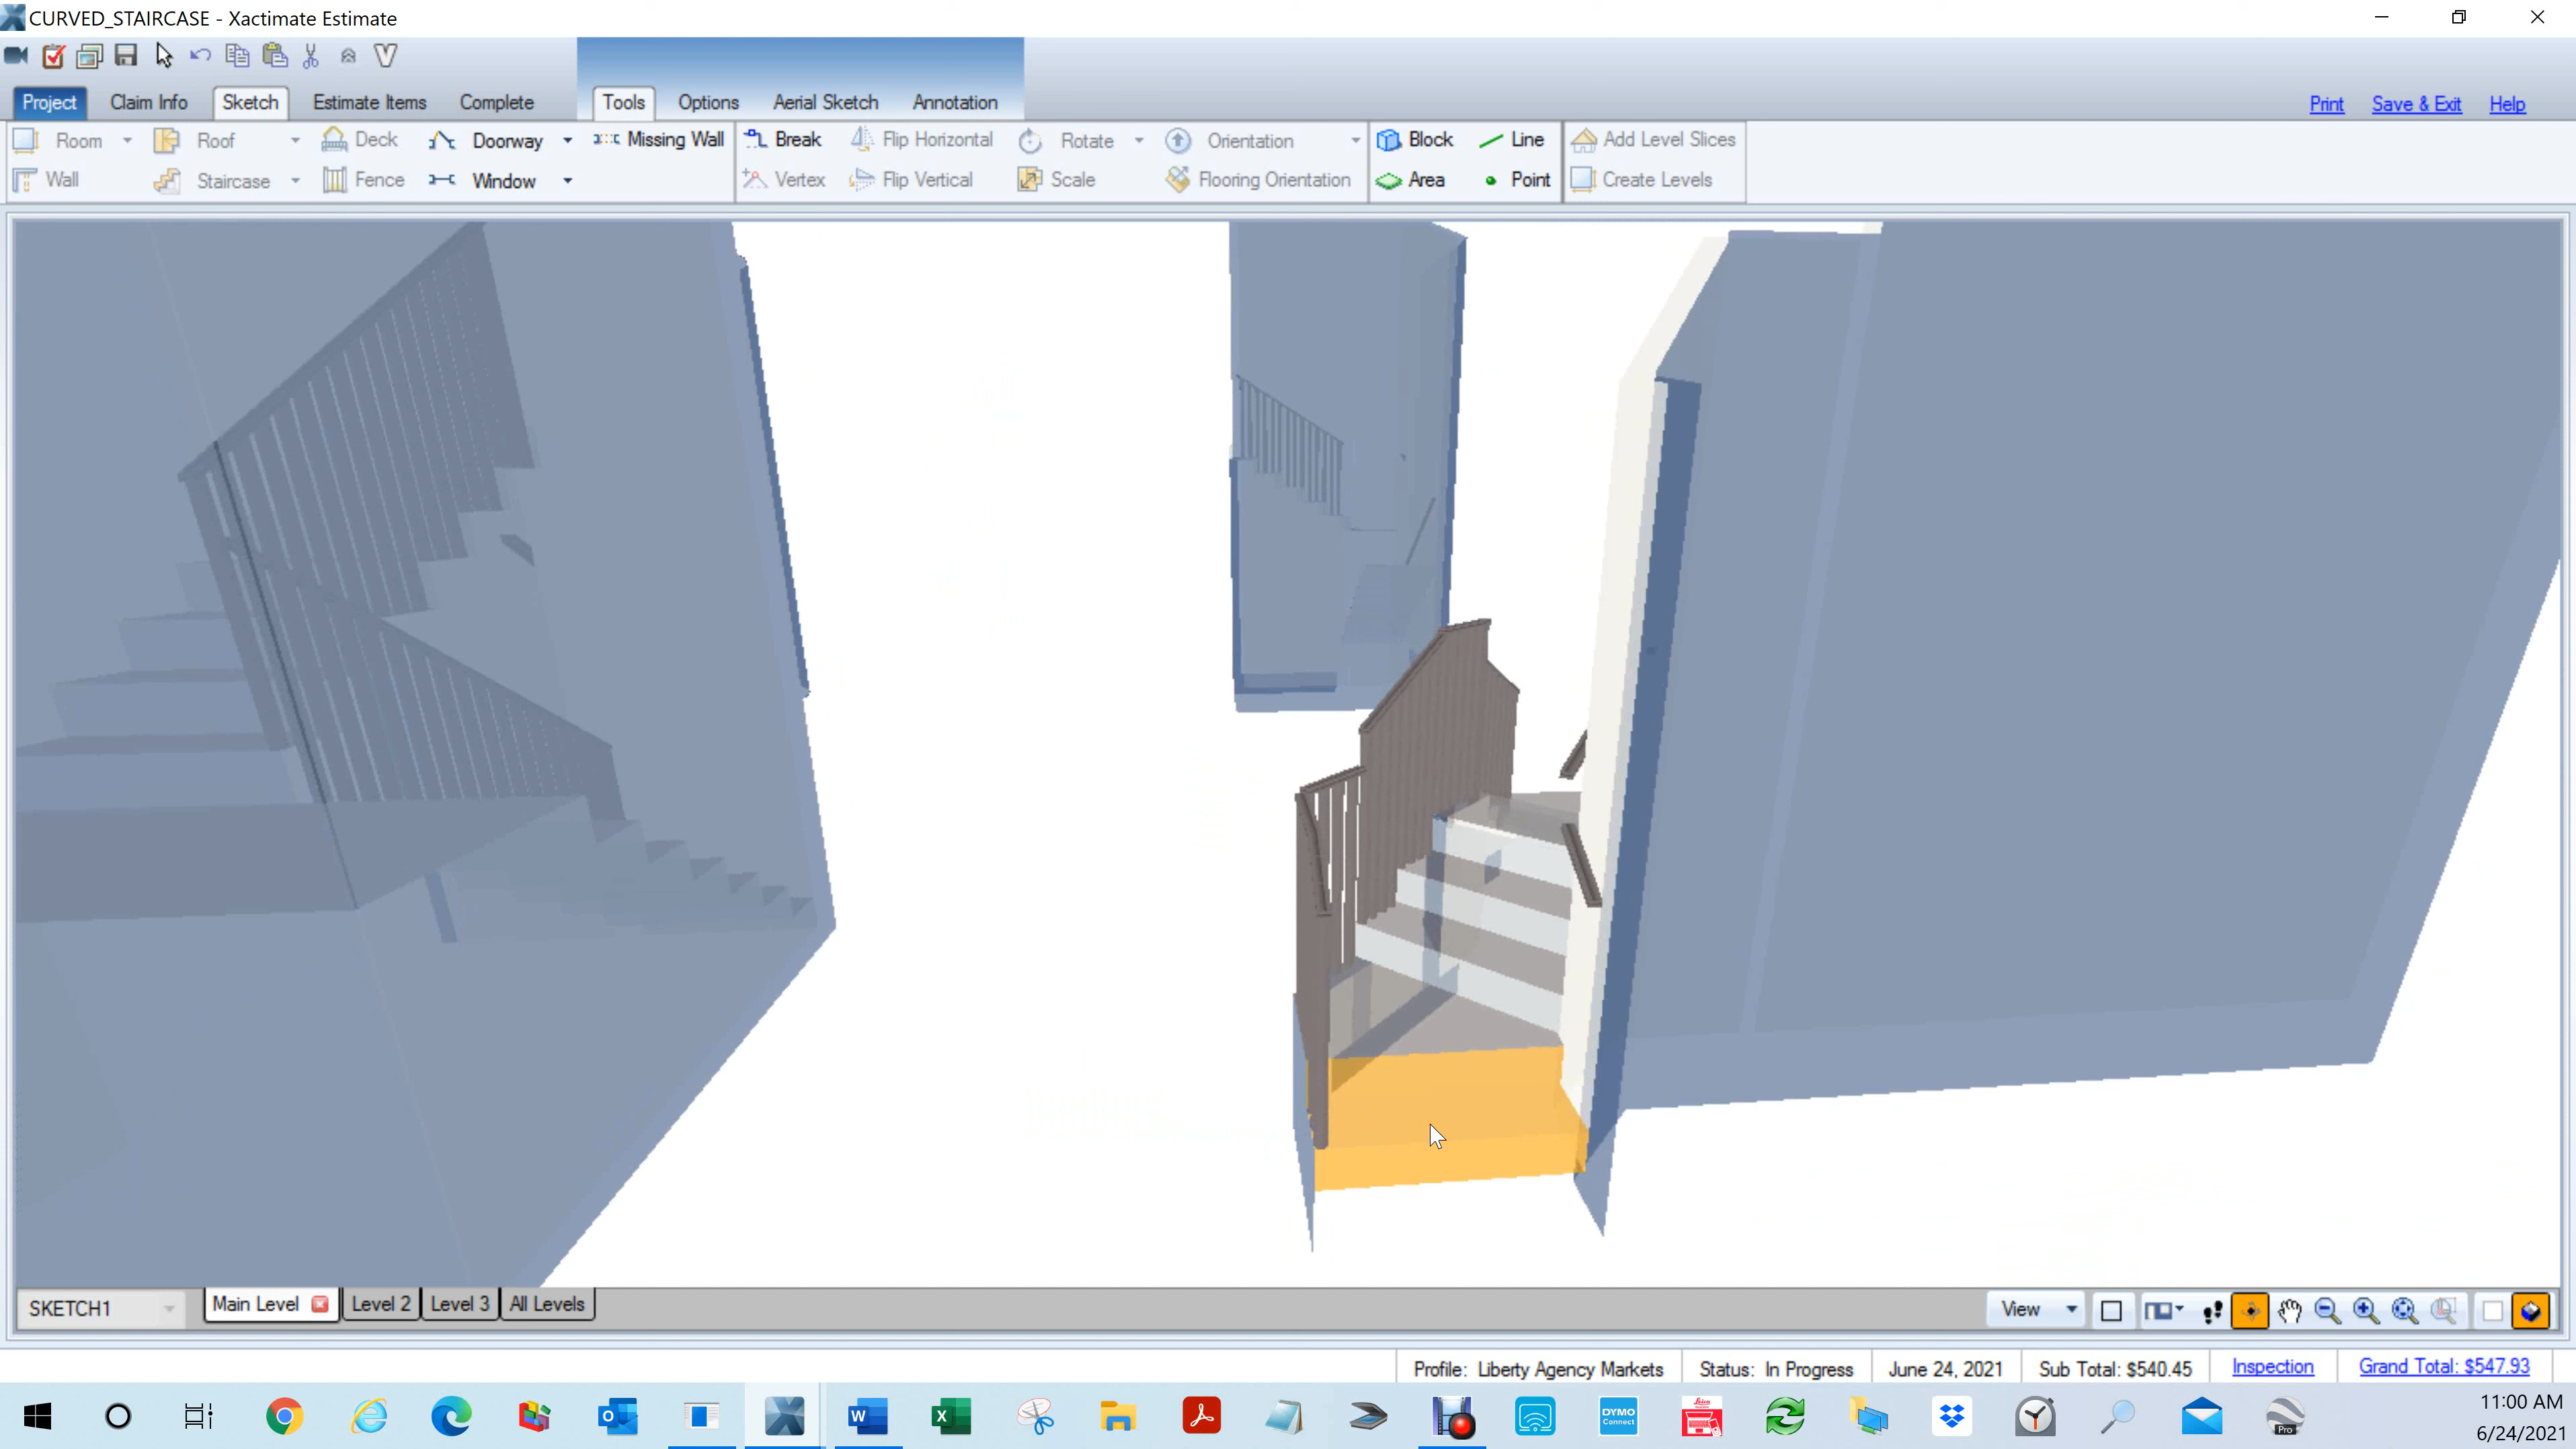 CURVED_STAIRCASE - Xactimate Estimate
Project Claim Info Sketch Estimate Items Complete Tools Options Aerial Sketch Annotation Print Save & Exit Help
Room Roof Deck Doorway Missing Wall Break Flip Horizontal Rotate Orientation Block Line Add Level Slices
Wall Staircase Fence Window Vertex Flip Vertical Scale Flooring Orientation Area Point Create Levels
SKETCH1 Main Level Level 2 Level 3 All Levels View
Profile: Liberty Agency Markets Status: In Progress June 24, 2021 Sub Total: $540.45 Inspection Grand Total: $547.93
DYMO
Connect
Leica
Pro
11:00 AM
6/24/2021